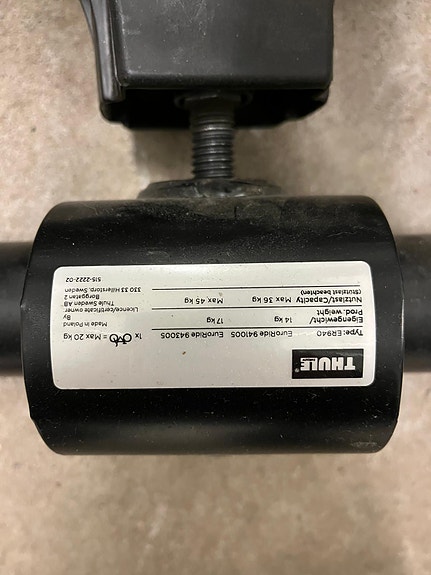 THULE
Type: ER940 EuroRide 941005 EuroRide 943005
Eigengewicht/ 14 kg 17 kg
Prod. weight
Nutzlast/Capacity Max 36 kg Max 45 kg
(Stützlast beachten)
1x = Max 20 kg
Made in Poland
By
Licence/certificate owner
Thule Sweden AB
Borggatan 2
330 33 Hillerstorp, Sweden
515-2222-02